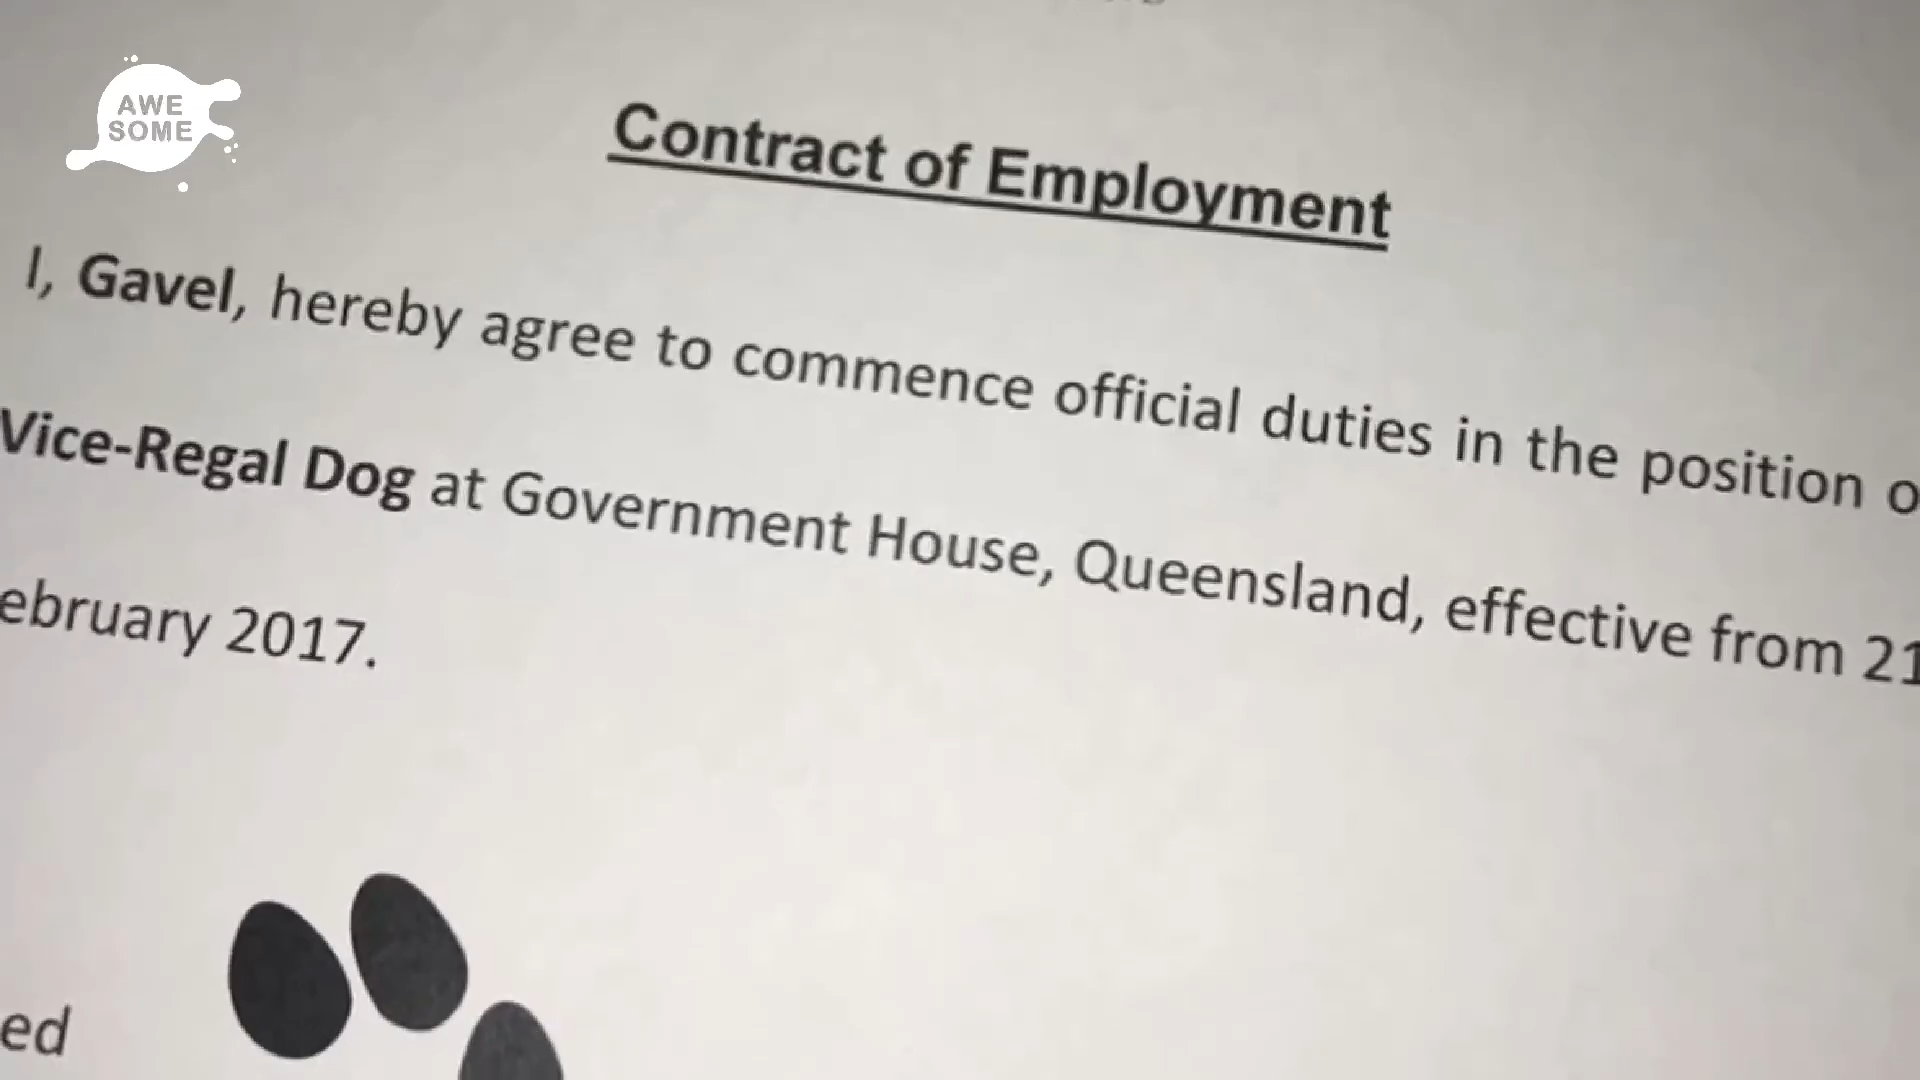 AWE
SOME
Contract of Employment
I, Gavel, hereby agree to commence official duties in the position o
Vice-Regal Dog at Government House, Queensland, effective from 21
ebruary 2017.
ed